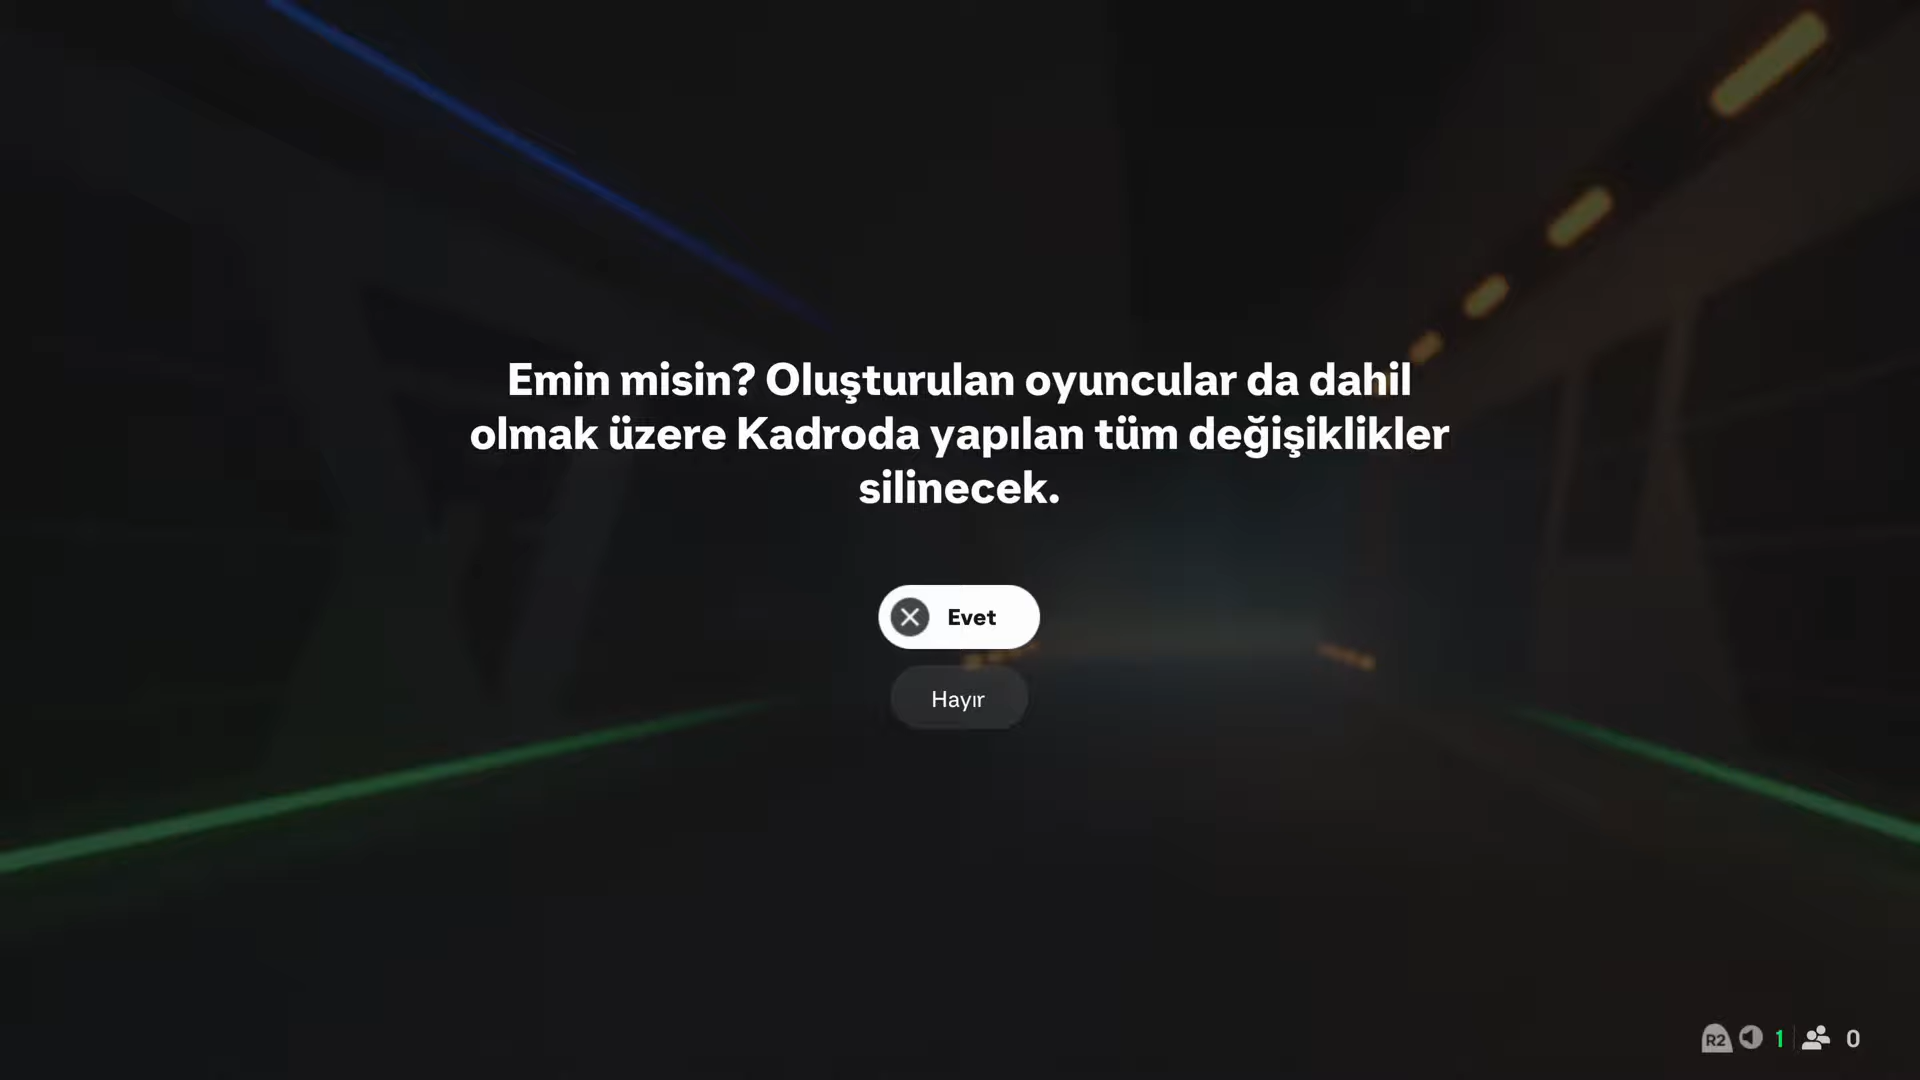 Emin misin? Oluşturulan oyuncular da dahil
olmak üzere Kadroda yapılan tüm değişiklikler
silinecek.
Evet
Hayır
R2 1 0